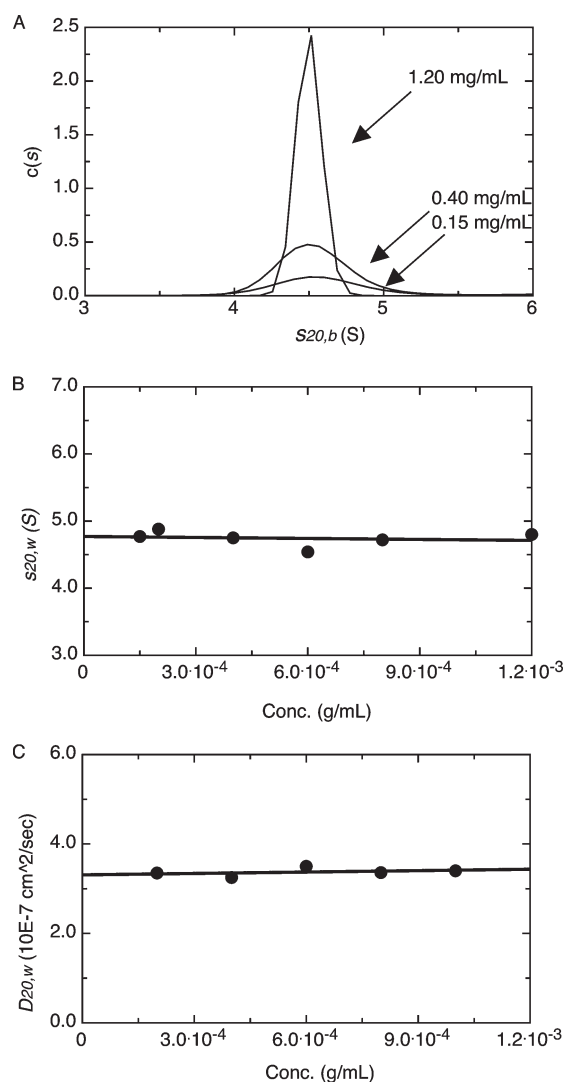 A
2.5
2.0
1.5
1.0
0.5
0.0
c(s)
1.20 mg/mL
0.40 mg/mL
0.15 mg/mL
3 4 5 6
s20,b (S)
B
7.0
6.0
5.0
4.0
3.0
s20,w (S)
0 3.0·10-4 6.0·10-4 9.0·10-4 1.2·10-3
Conc. (g/mL)
C
6.0
4.0
2.0
0.0
D20,w (10E-7 cm^2/sec)
0 3.0·10-4 6.0·10-4 9.0·10-4 1.2·10-3
Conc. (g/mL)